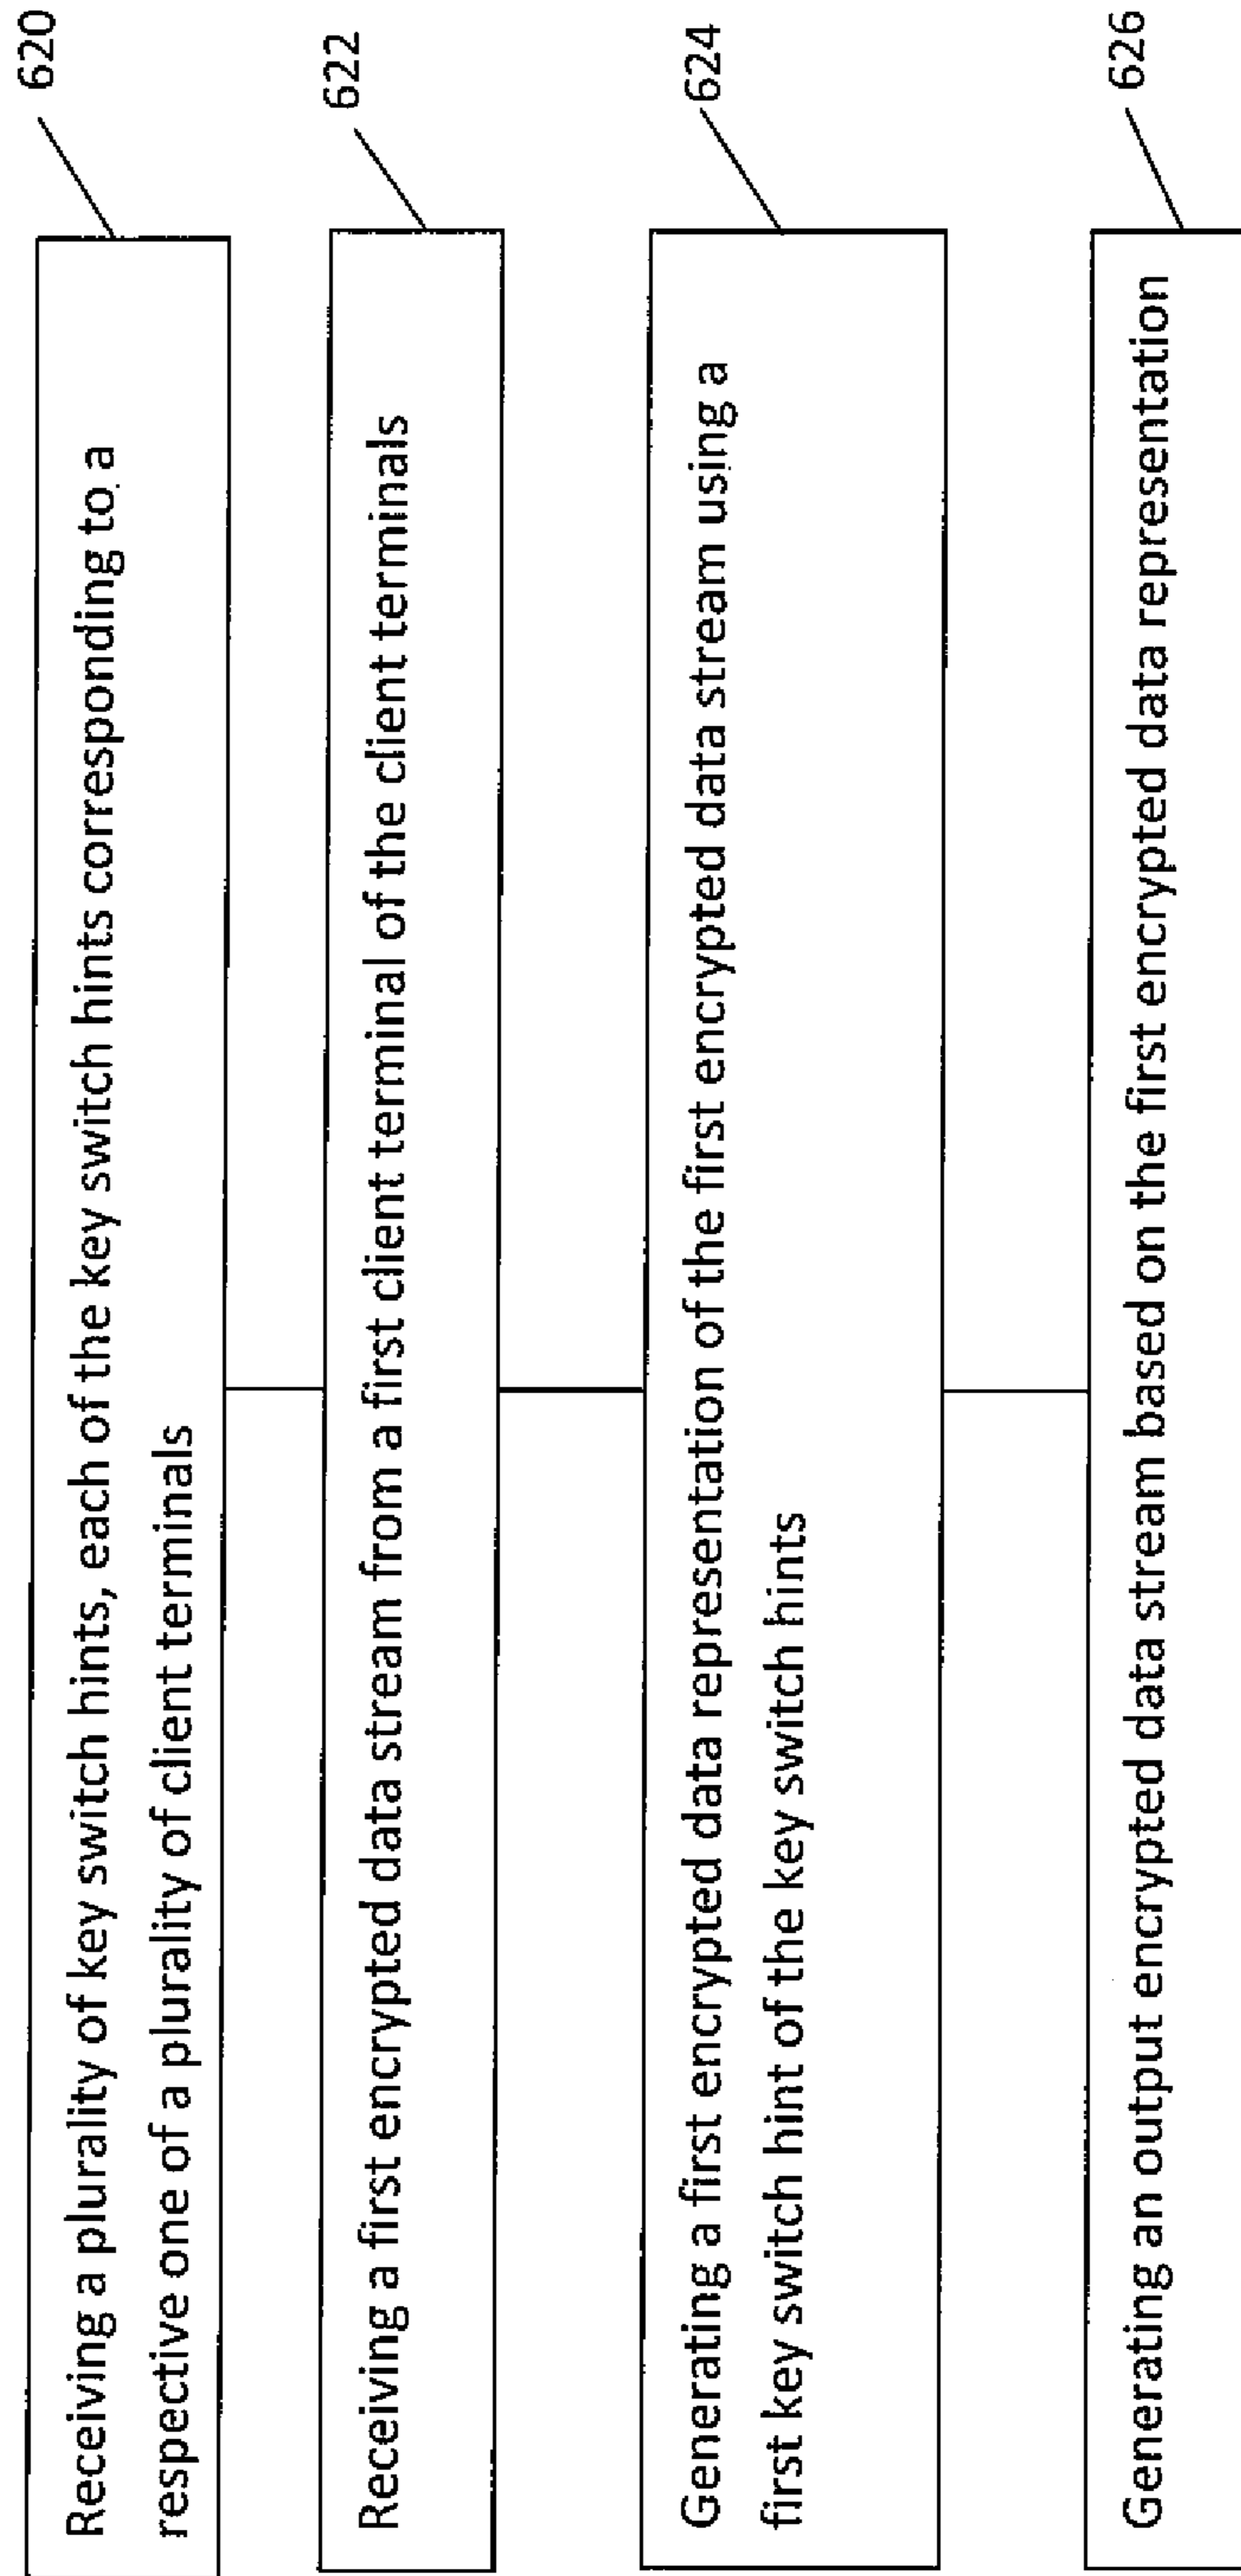 Receiving a plurality of key switch hints, each of the key switch hints corresponding to a
respective one of a plurality of client terminals
620
Receiving a first encrypted data stream from a first client terminal of the client terminals
622
Generating a first encrypted data representation of the first encrypted data stream using a
first key switch hint of the key switch hints
624
Generating an output encrypted data stream based on the first encrypted data representation
626